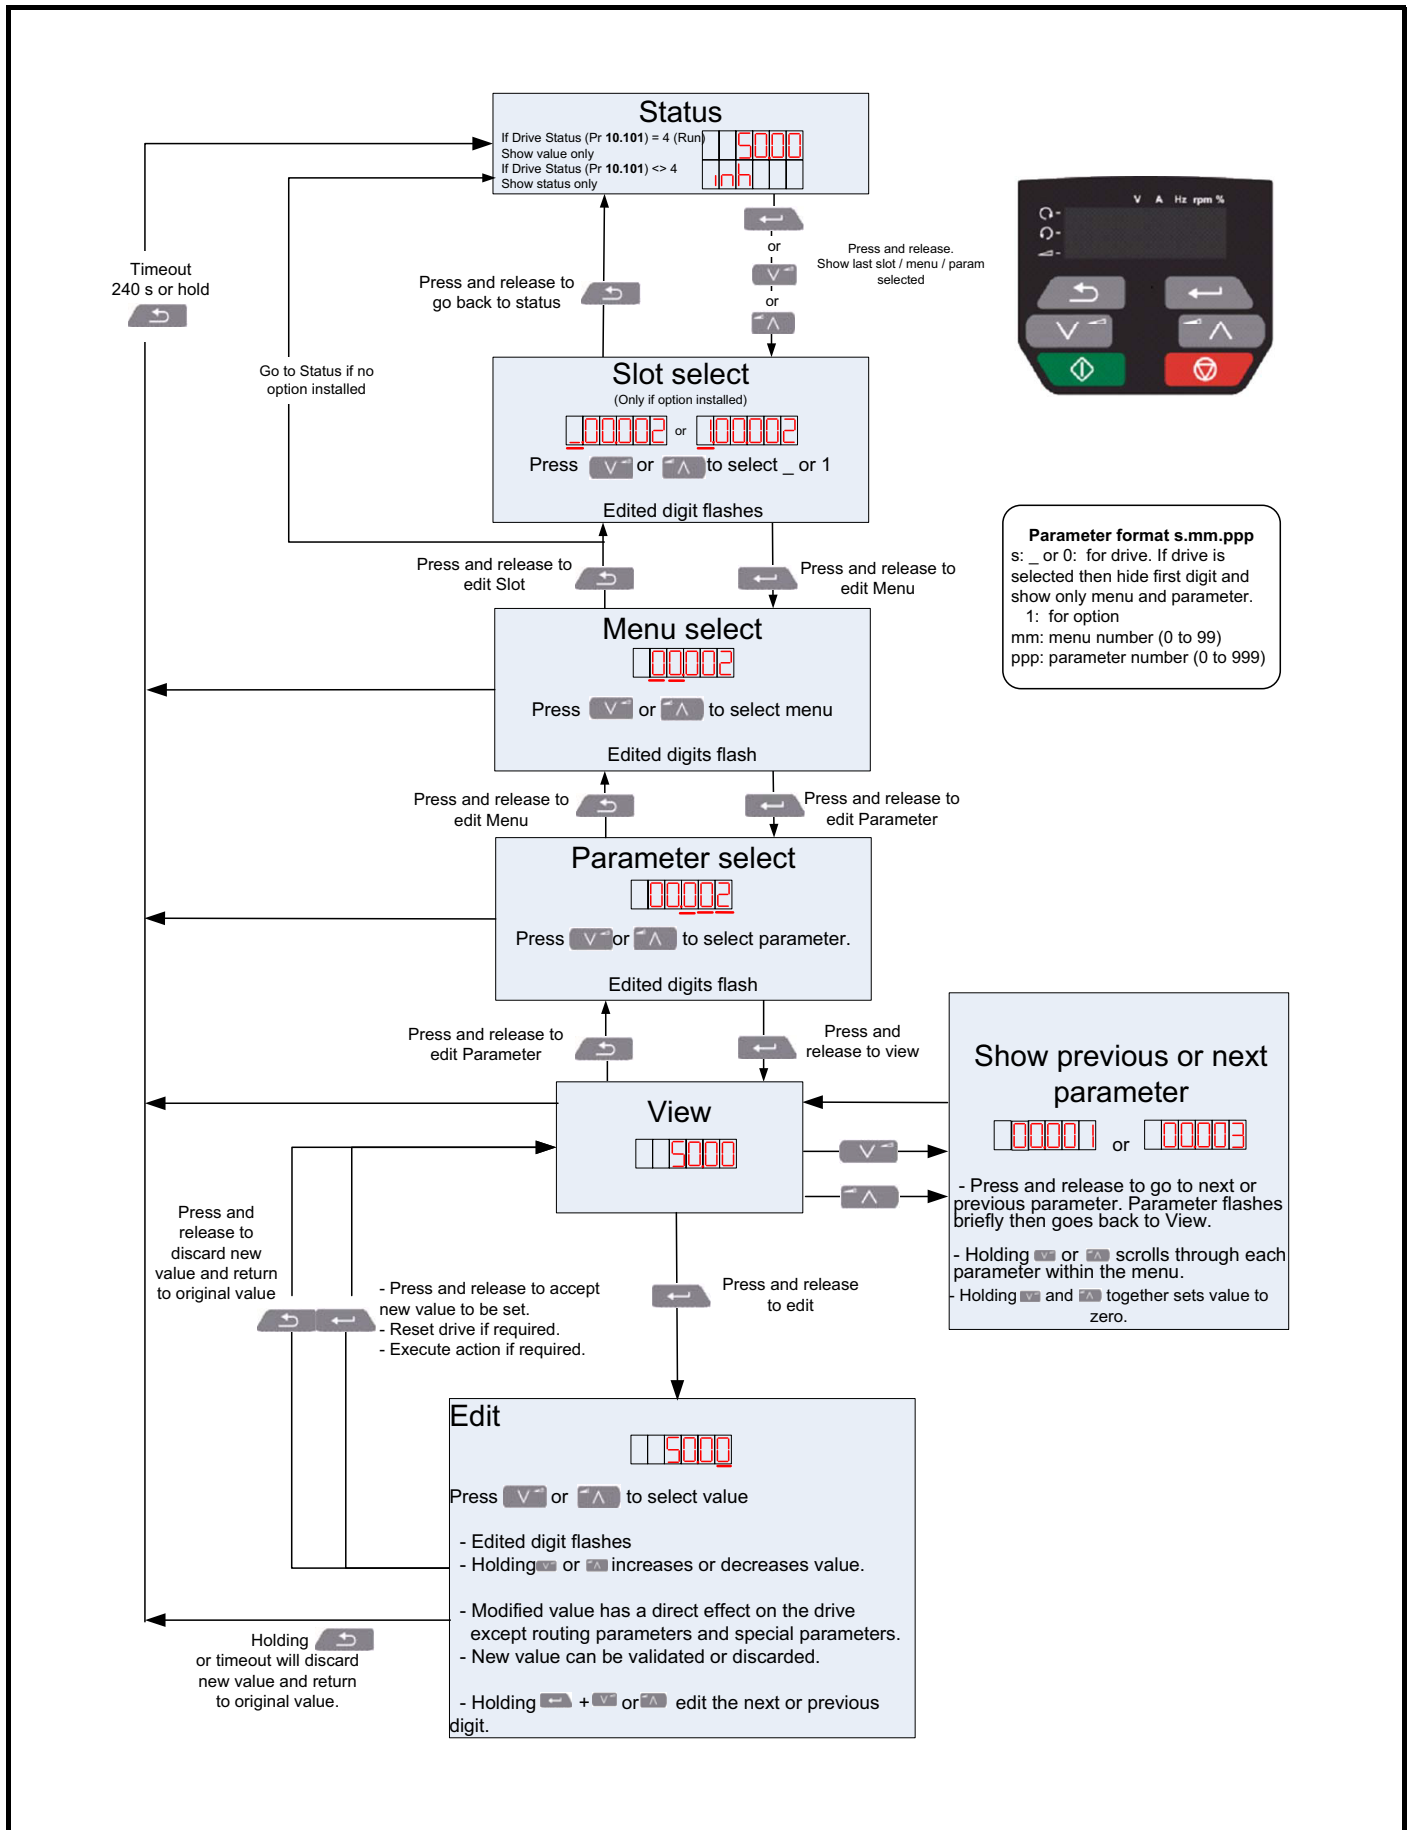 Status
If Drive Status (Pr 10.101) = 4 (Run)
Show value only
If Drive Status (Pr 10.101) <> 4
Show status only
5000
inh
V A Hz rpm %
Timeout
240 s or hold
Press and release to
go back to status
or
or
Press and release.
Show last slot / menu / param
selected
Go to Status if no
option installed
Slot select
(Only if option installed)
_00002 or 100002
Press or to select _ or 1
Edited digit flashes
Parameter format s.mm.ppp
s: _ or 0: for drive. If drive is
selected then hide first digit and
show only menu and parameter.
1: for option
mm: menu number (0 to 99)
ppp: parameter number (0 to 999)
Press and release to
edit Slot
Press and release to
edit Menu
Menu select
00002
Press or to select menu
Edited digits flash
Press and release to
edit Menu
Press and release to
edit Parameter
Parameter select
00002
Press or to select parameter.
Edited digits flash
Press and release to
edit Parameter
Press and
release to view
View
5000
Show previous or next
parameter
00001 or 00003
- Press and release to go to next or
previous parameter. Parameter flashes
briefly then goes back to View.
- Holding or scrolls through each
parameter within the menu.
- Holding and together sets value to
zero.
Press and
release to
discard new
value and return
to original value
- Press and release to accept
new value to be set.
- Reset drive if required.
- Execute action if required.
Press and release
to edit
Edit
5000
Press or to select value
- Edited digit flashes
- Holding or increases or decreases value.
- Modified value has a direct effect on the drive
except routing parameters and special parameters.
- New value can be validated or discarded.
- Holding + or edit the next or previous
digit.
Holding
or timeout will discard
new value and return
to original value.